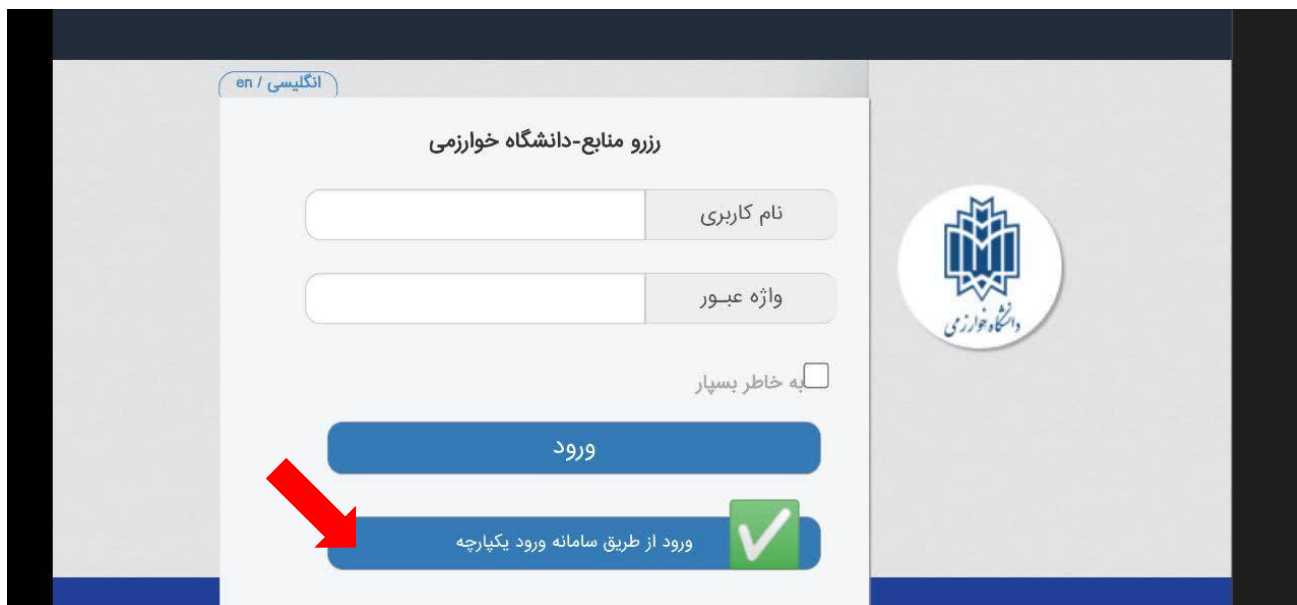 انگلیسی / en
رزرو منابع-دانشگاه خوارزمی
نام کاربری
واژه عبـور
دانشگاه خوارزمی
به خاطر بسپار
ورود
ورود از طریق سامانه ورود یکپارچه